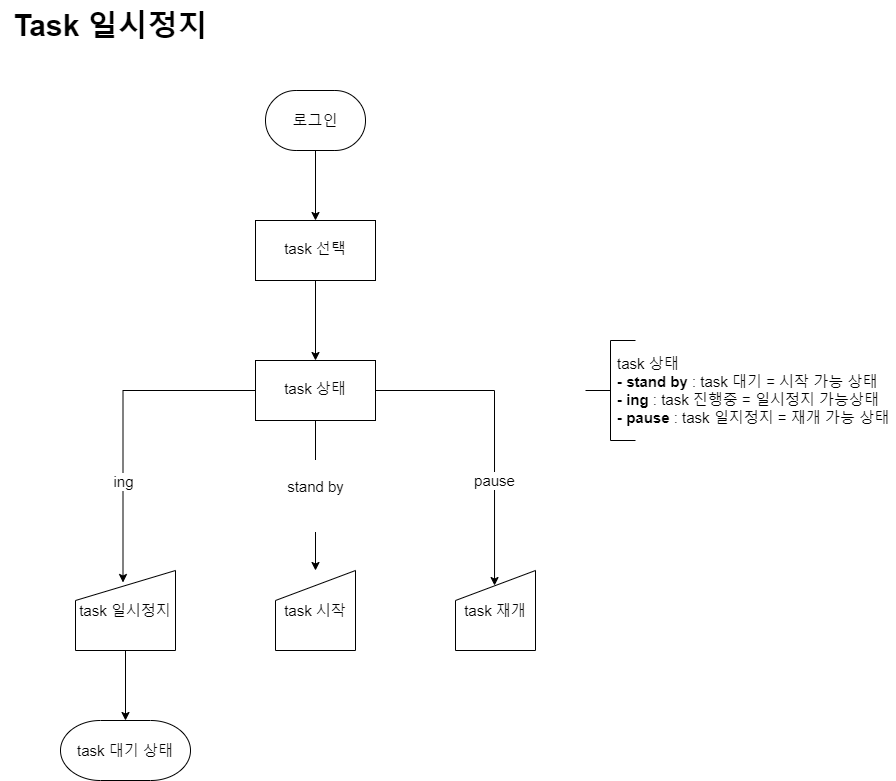 Task 일시정지
로그인
task 선택
task 상태
task 상태
- stand by : task 대기 = 시작 가능 상태
- ing : task 진행중 = 일시정지 가능상태
- pause : task 일지정지 = 재개 가능 상태
ing
stand by
pause
task 일시정지
task 시작
task 재개
task 대기 상태